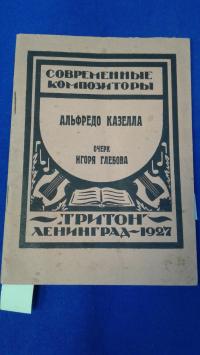 СОВРЕМЕННЫЕ
КОМПОЗИТОРЫ
АЛЬФРЕДО КАЗЕЛЛА
ОЧЕРК
ИГОРЯ ГЛЕБОВА
„ТРИТОН"
ЛЕНИНГРАД–1927